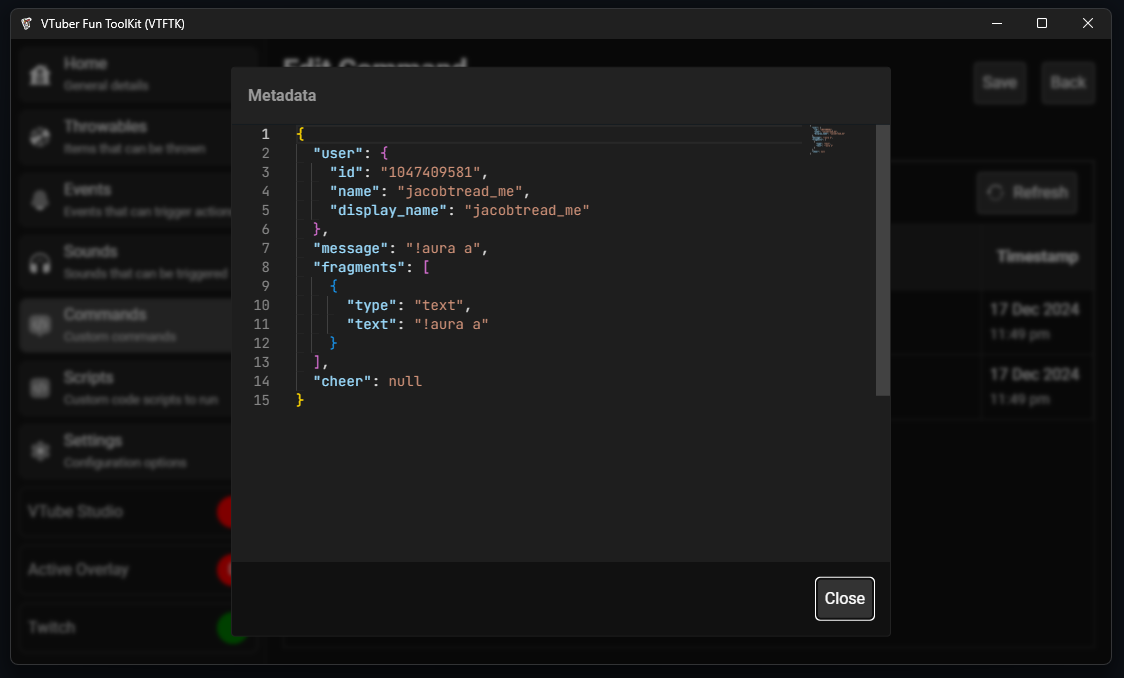 VTuber Fun ToolKit (VTFTK)
Home
General details
Throwables
Items that can be thrown
Events
Events that can trigger action
Sounds
Sounds that can be triggered
Commands
Custom commands
Scripts
Custom code scripts to run
Settings
Configuration options
VTube Studio
Active Overlay
Twitch
Edit Command
Save
Back
Refresh
Timestamp
17 Dec 2024
11:49 pm
17 Dec 2024
11:49 pm
Metadata
1 {
2 "user": {
3 "id": "1047409581",
4 "name": "jacobtread_me",
5 "display_name": "jacobtread_me"
6 },
7 "message": "!aura a",
8 "fragments": [
9 {
10 "type": "text",
11 "text": "!aura a"
12 }
13 ],
14 "cheer": null
15 }
Close